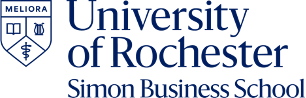 MELIORA
University
of Rochester
Simon Business School